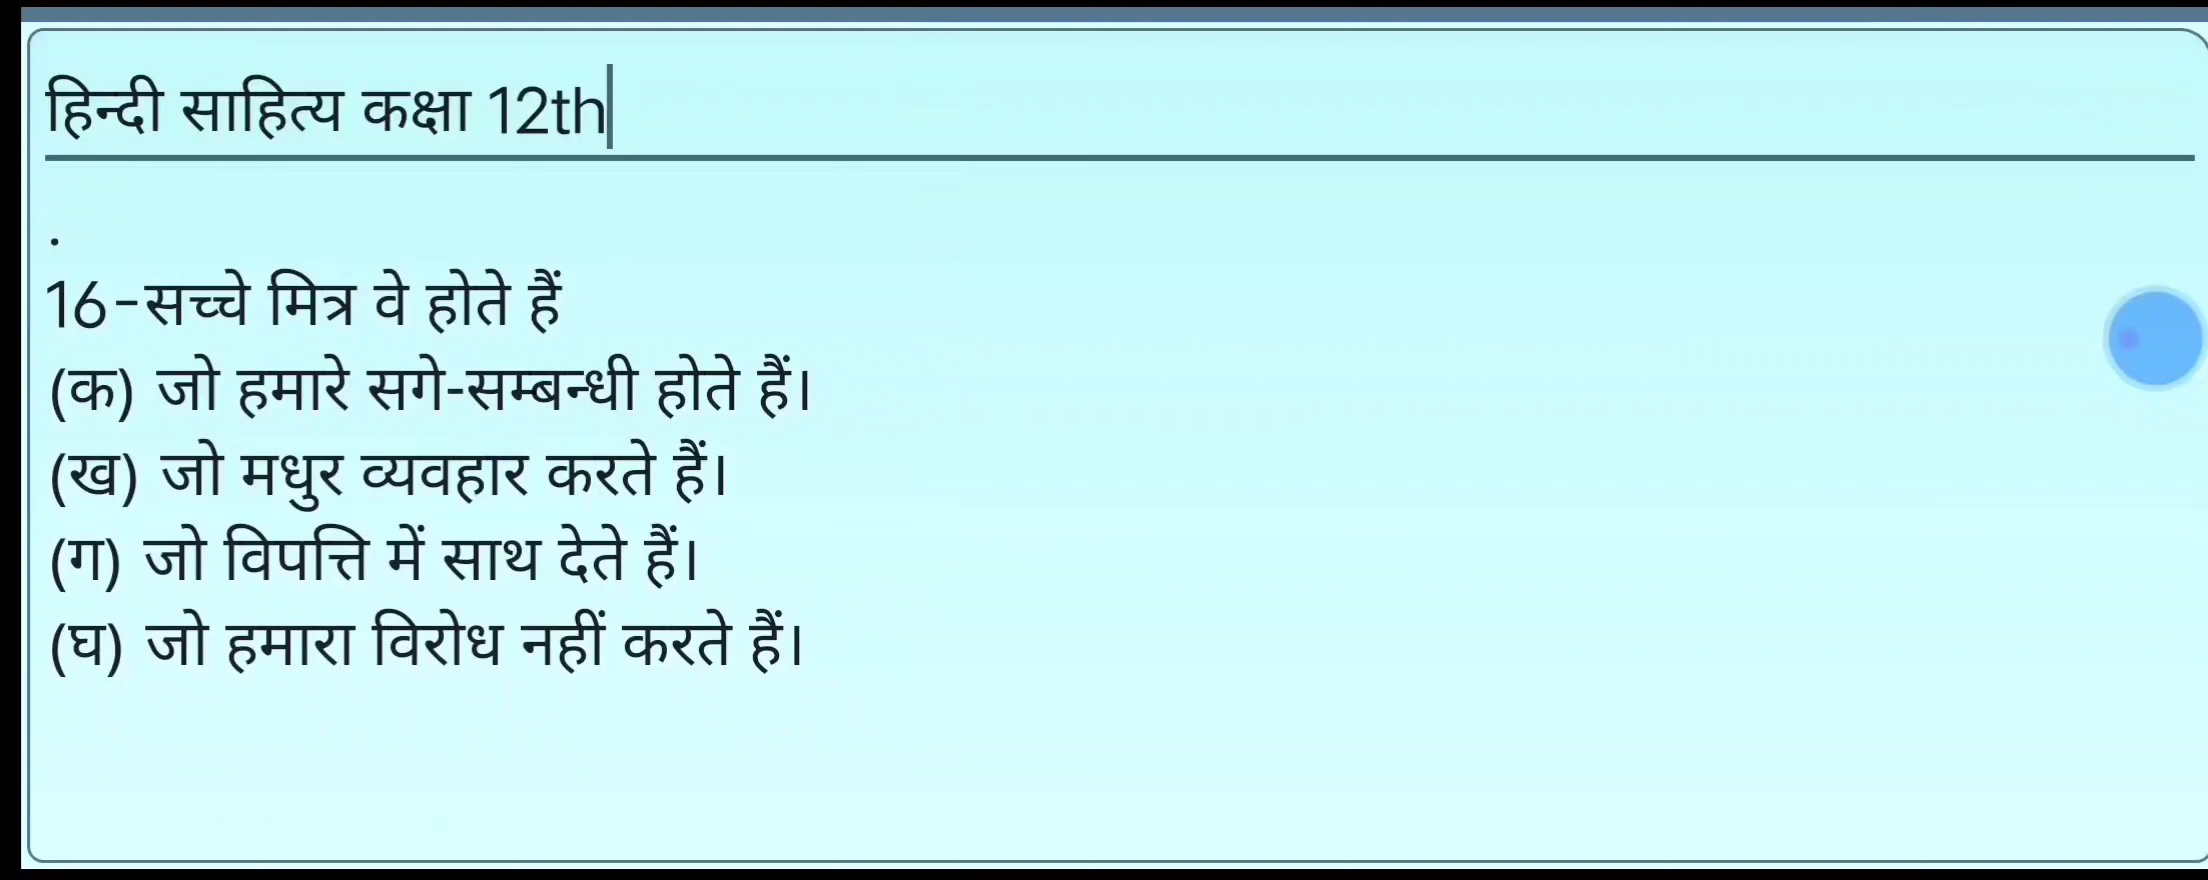 हिन्दी साहित्य कक्षा 12th
.
16-सच्चे मित्र वे होते हैं
(क) जो हमारे सगे-सम्बन्धी होते हैं।
(ख) जो मधुर व्यवहार करते हैं।
(ग) जो विपत्ति में साथ देते हैं।
(घ) जो हमारा विरोध नहीं करते हैं।